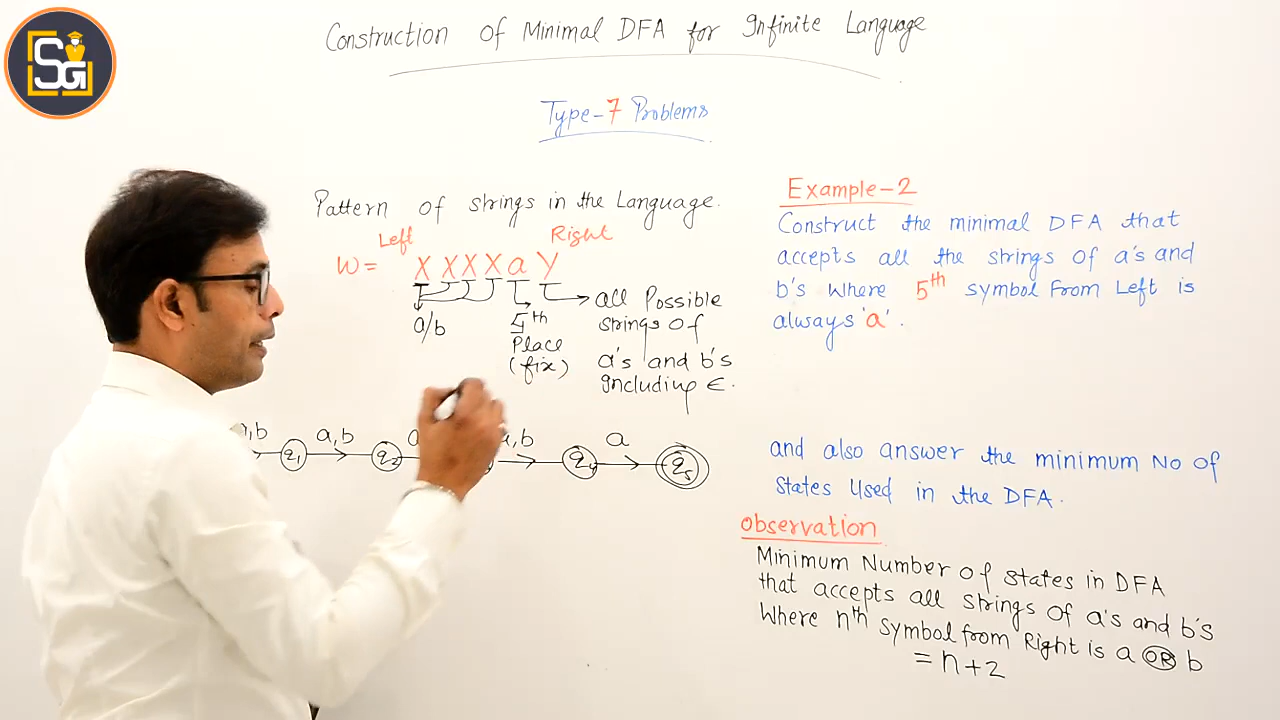 SG
Construction of Minimal DFA for Infinite Language
Type-7 Problems
Pattern of strings in the Language.
Left Right
W = X X X X a Y
a/b
5th
Place
(fix)
all Possible
strings of
a's and b's
Including ϵ.
a,b a,b a a,b a
q1 q2 q4 q5
Example-2
Construct the minimal DFA that
accepts all the strings of a's and
b's where 5th symbol From Left is
always 'a'.
and also answer the minimum No of
states Used in the DFA.
Observation
Minimum Number of states in DFA
that accepts all strings of a's and b's
Where nth symbol from Right is a OR b
= n+2